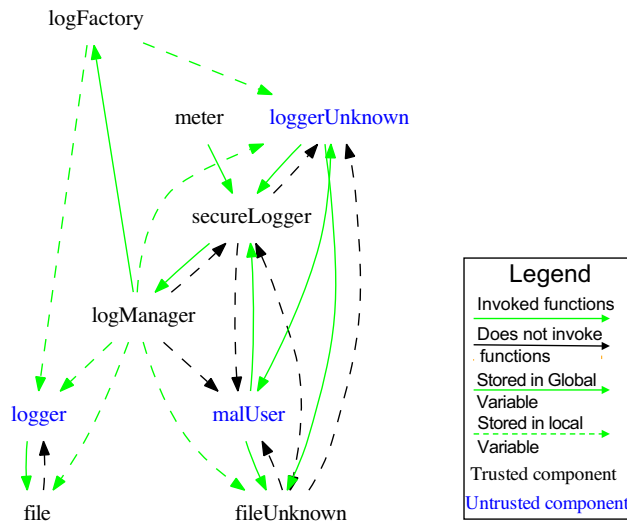 logFactory
meter
loggerUnknown
secureLogger
logManager
logger
malUser
file
fileUnknown
Legend
Invoked functions
Does not invoke
functions
Stored in Global
Variable
Stored in local
Variable
Trusted component
Untrusted component